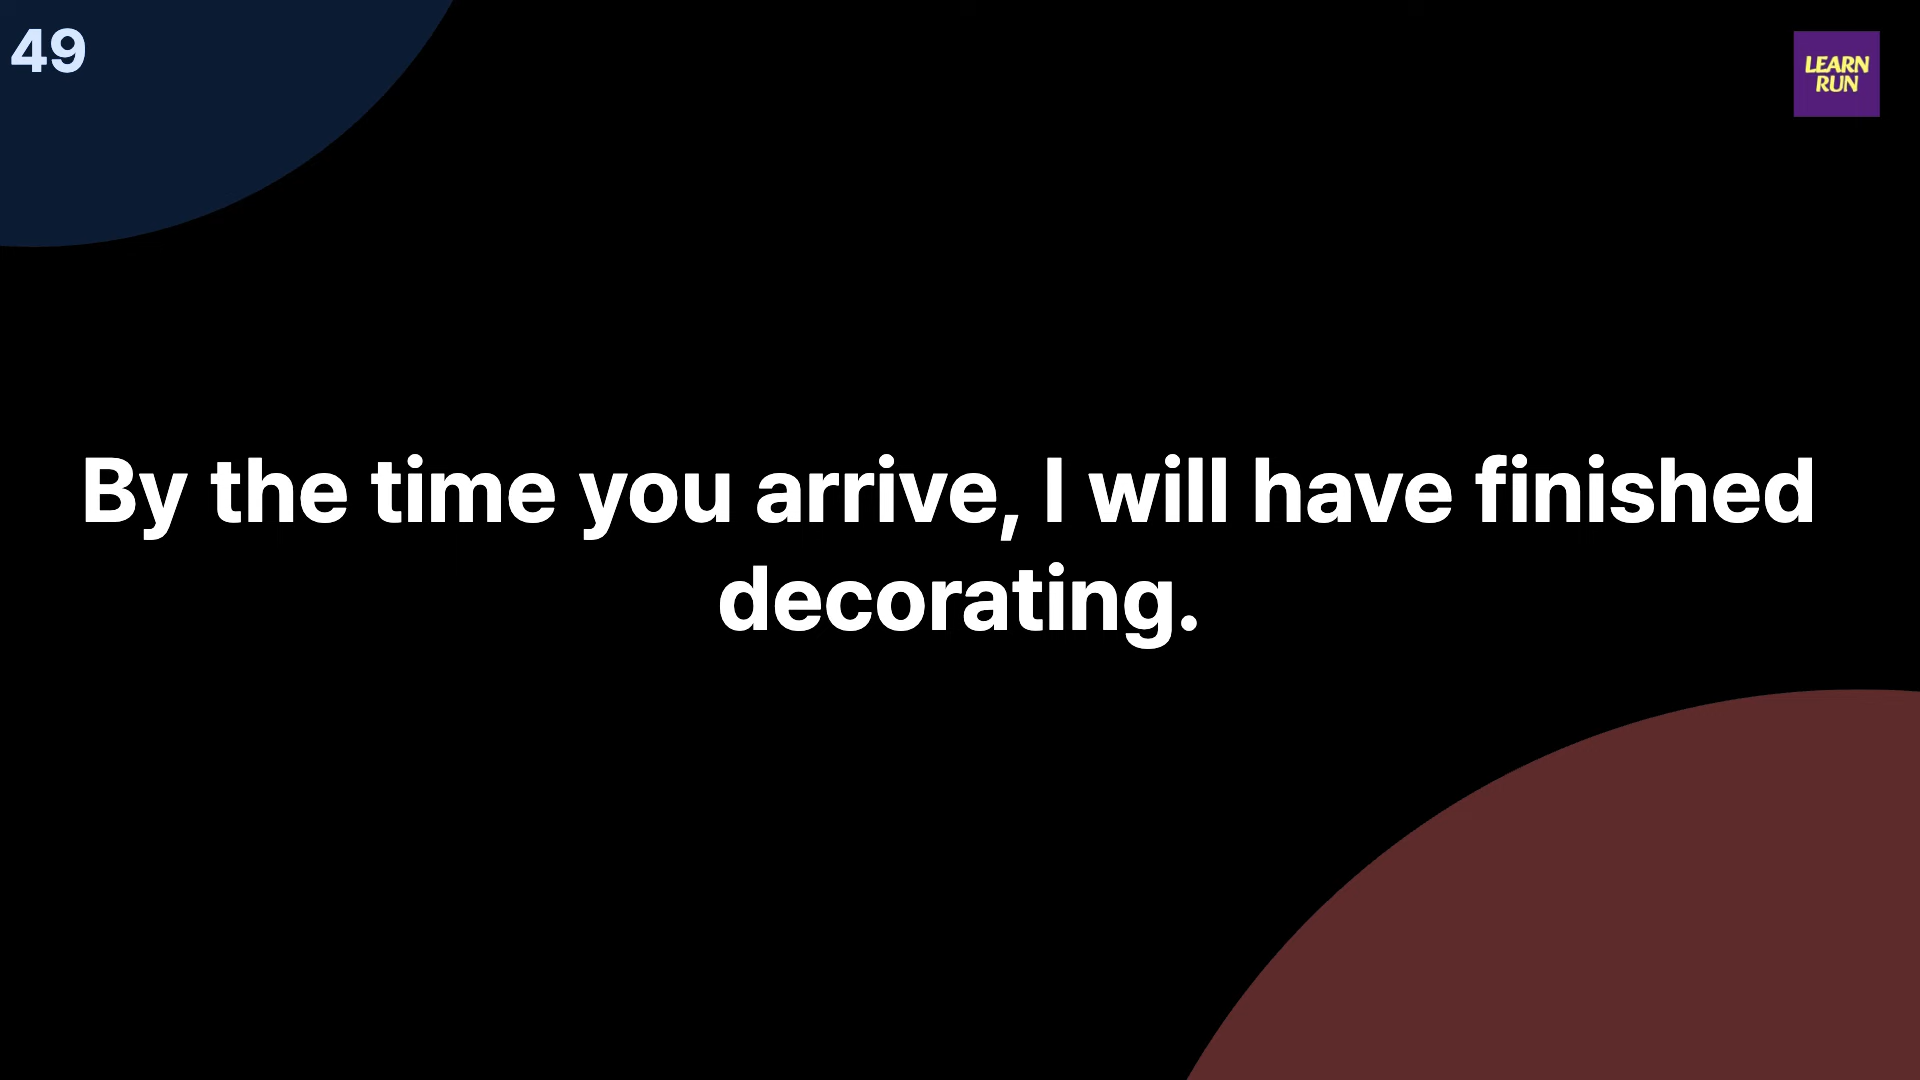 49
LEARN
RUN
By the time you arrive, I will have finished
decorating.